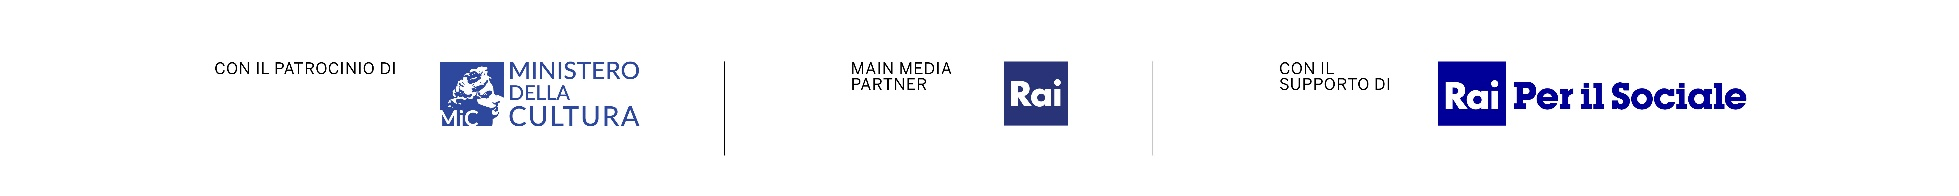 CON IL PATROCINIO DI
MiC
MINISTERO
DELLA
CULTURA
MAIN MEDIA
PARTNER
Rai
CON IL
SUPPORTO DI
Rai Per il Sociale